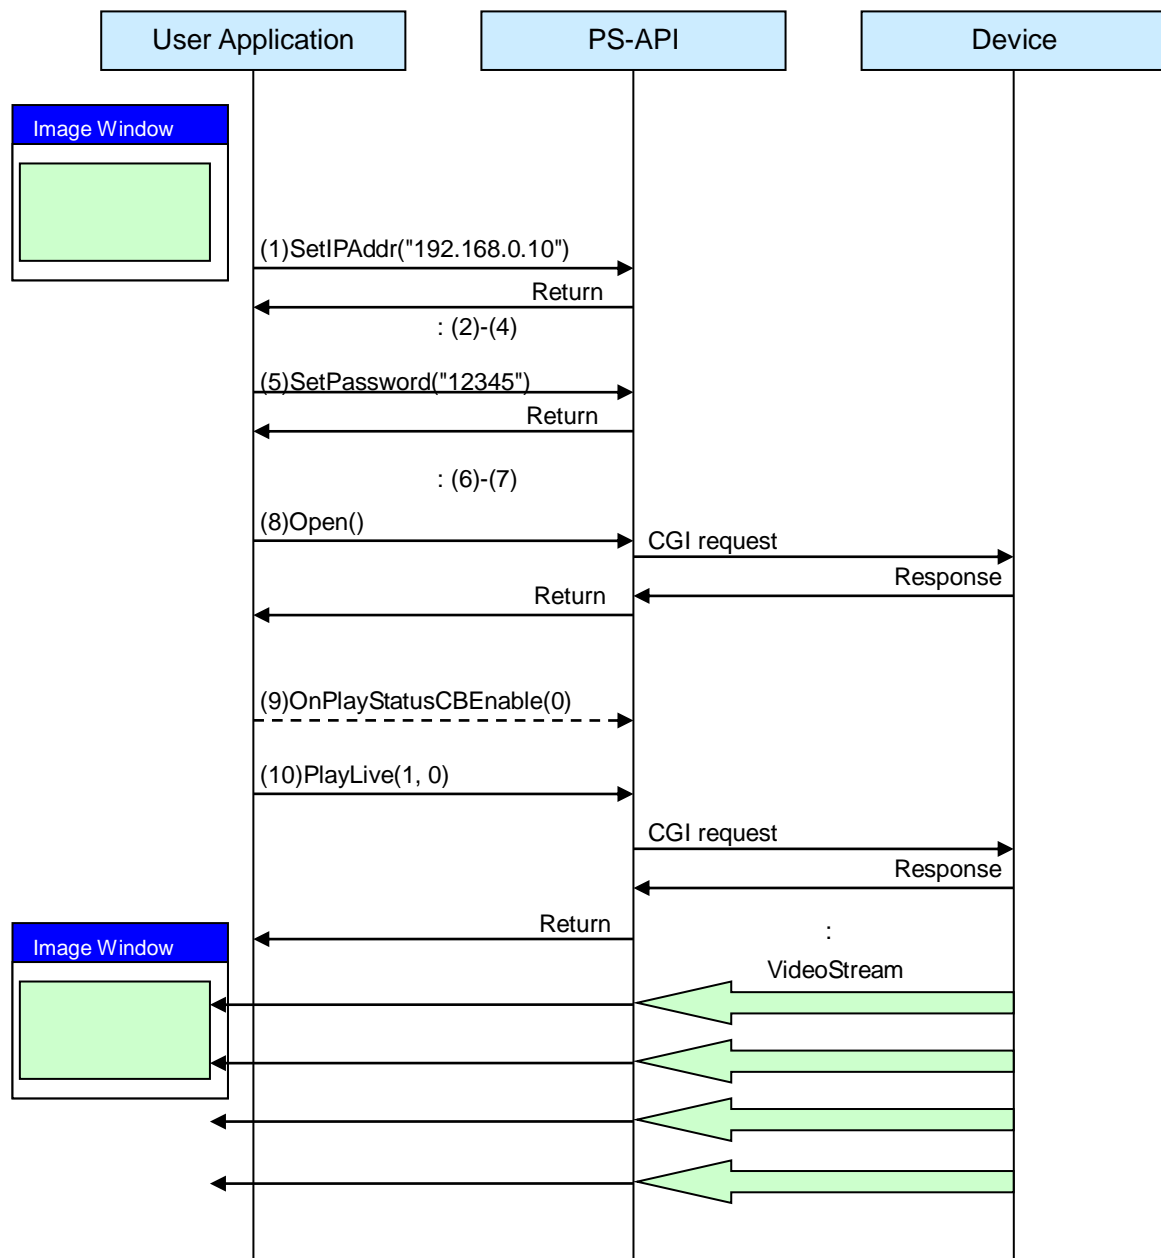 User Application
PS-API
Device
Image Window
(1)SetIPAddr("192.168.0.10")
Return
: (2)-(4)
(5)SetPassword("12345")
Return
: (6)-(7)
(8)Open()
CGI request
Response
Return
(9)OnPlayStatusCBEnable(0)
(10)PlayLive(1, 0)
CGI request
Response
Return
:
Image Window
VideoStream